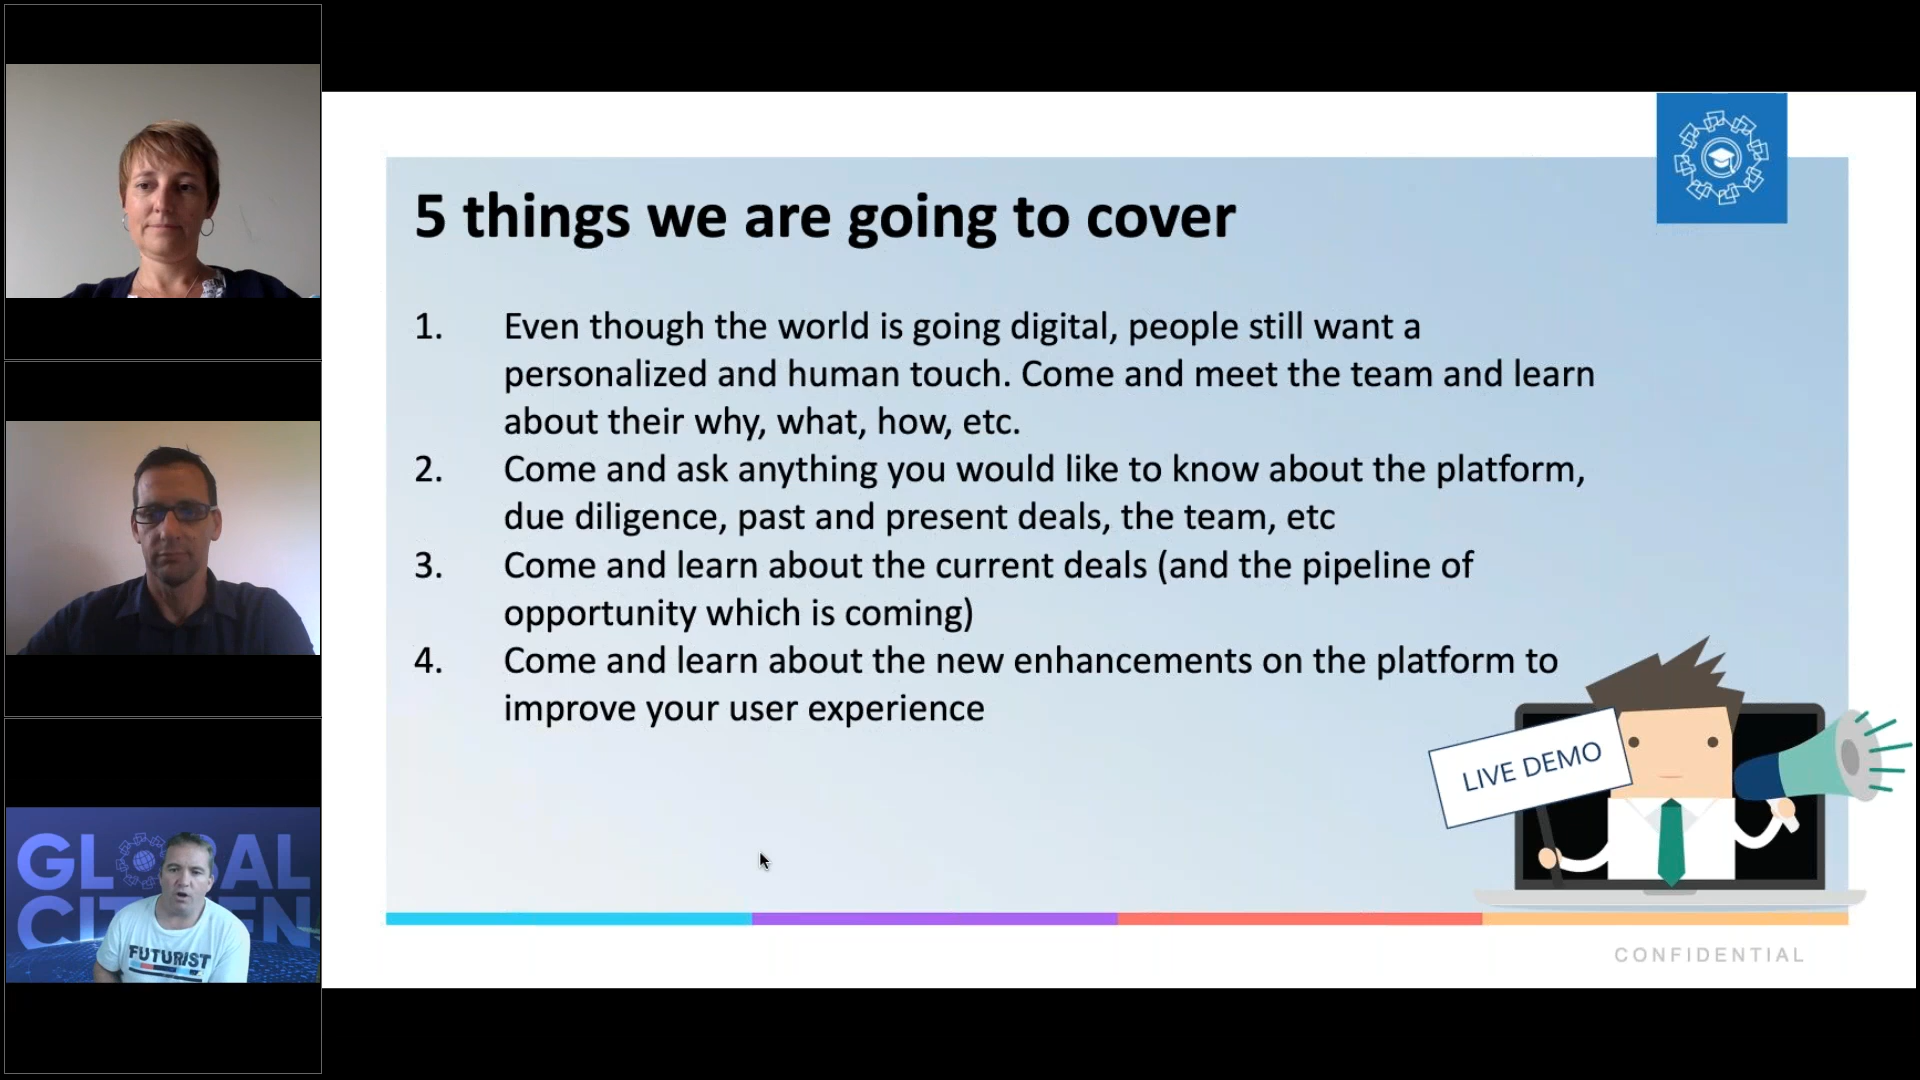 5 things we are going to cover
1. Even though the world is going digital, people still want a
personalized and human touch. Come and meet the team and learn
about their why, what, how, etc.
2. Come and ask anything you would like to know about the platform,
due diligence, past and present deals, the team, etc
3. Come and learn about the current deals (and the pipeline of
opportunity which is coming)
4. Come and learn about the new enhancements on the platform to
improve your user experience
LIVE DEMO
CONFIDENTIAL
GL BAL
CIT EN
FUTURIST